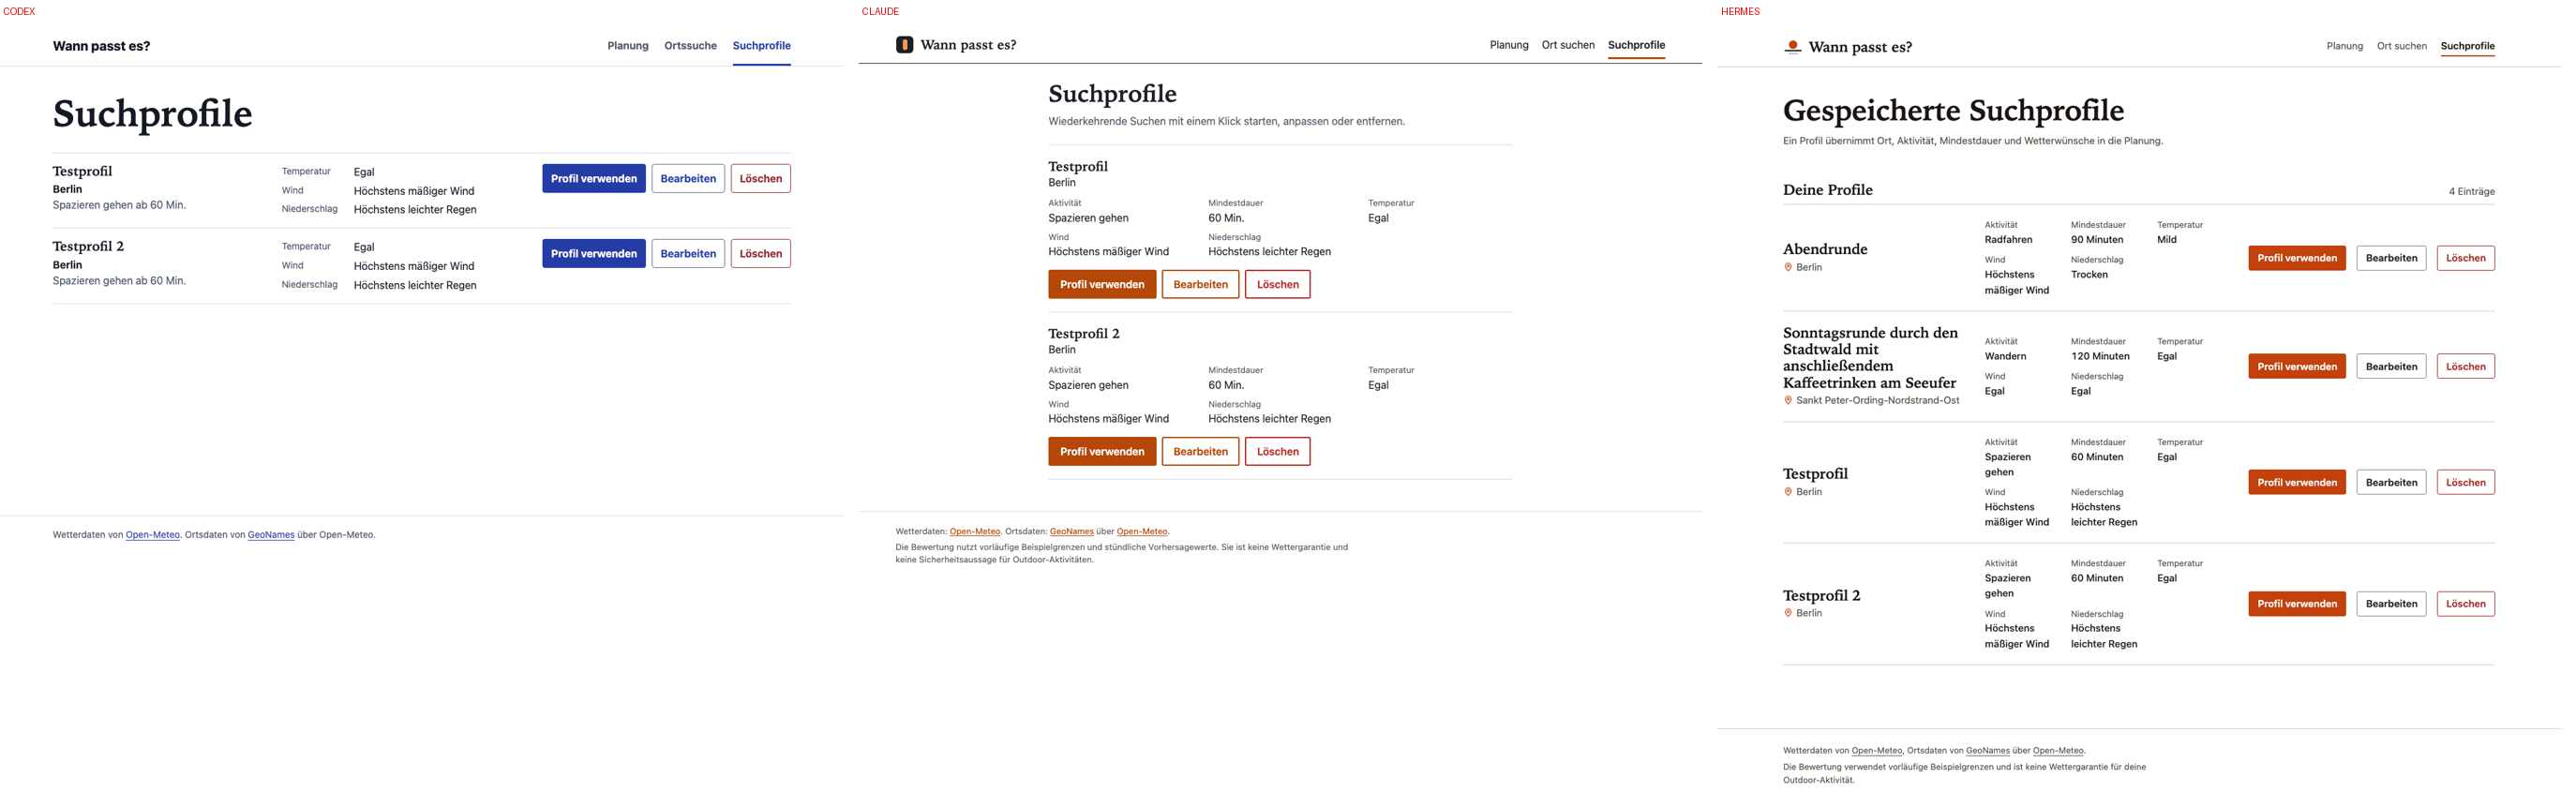 CODEX
Wann passt es?
Planung Ortssuche Suchprofile
Suchprofile
Testprofil
Berlin
Spazieren gehen ab 60 Min.
Temperatur Egal
Wind Höchstens mäßiger Wind
Niederschlag Höchstens leichter Regen
Profil verwenden Bearbeiten Löschen
Testprofil 2
Berlin
Spazieren gehen ab 60 Min.
Temperatur Egal
Wind Höchstens mäßiger Wind
Niederschlag Höchstens leichter Regen
Profil verwenden Bearbeiten Löschen
Wetterdaten von Open-Meteo. Ortsdaten von GeoNames über Open-Meteo.
CLAUDE
Wann passt es?
Planung Ort suchen Suchprofile
Suchprofile
Wiederkehrende Suchen mit einem Klick starten, anpassen oder entfernen.
Testprofil
Berlin
Aktivität Mindestdauer Temperatur
Spazieren gehen 60 Min. Egal
Wind Niederschlag
Höchstens mäßiger Wind Höchstens leichter Regen
Profil verwenden Bearbeiten Löschen
Testprofil 2
Berlin
Aktivität Mindestdauer Temperatur
Spazieren gehen 60 Min. Egal
Wind Niederschlag
Höchstens mäßiger Wind Höchstens leichter Regen
Profil verwenden Bearbeiten Löschen
Wetterdaten: Open-Meteo. Ortsdaten: GeoNames über Open-Meteo.
Die Bewertung nutzt vorläufige Beispielgrenzen und stündliche Vorhersagewerte. Sie ist keine Wettergarantie und
keine Sicherheitsaussage für Outdoor-Aktivitäten.
HERMES
Wann passt es?
Planung Ort suchen Suchprofile
Gespeicherte Suchprofile
Ein Profil übernimmt Ort, Aktivität, Mindestdauer und Wetterwünsche in die Planung.
Deine Profile 4 Einträge
Abendrunde
Berlin
Aktivität Mindestdauer Temperatur
Radfahren 90 Minuten Mild
Wind Niederschlag
Höchstens Trocken
mäßiger Wind
Profil verwenden Bearbeiten Löschen
Sonntagsrunde durch den
Stadtwald mit
anschließendem
Kaffeetrinken am Seeufer
Sankt Peter-Ording-Nordstrand-Ost
Aktivität Mindestdauer Temperatur
Wandern 120 Minuten Egal
Wind Niederschlag
Egal Egal
Profil verwenden Bearbeiten Löschen
Testprofil
Berlin
Aktivität Mindestdauer Temperatur
Spazieren 60 Minuten Egal
gehen
Wind Niederschlag
Höchstens Höchstens
mäßiger Wind leichter Regen
Profil verwenden Bearbeiten Löschen
Testprofil 2
Berlin
Aktivität Mindestdauer Temperatur
Spazieren 60 Minuten Egal
gehen
Wind Niederschlag
Höchstens Höchstens
mäßiger Wind leichter Regen
Profil verwenden Bearbeiten Löschen
Wetterdaten von Open-Meteo, Ortsdaten von GeoNames über Open-Meteo.
Die Bewertung verwendet vorläufige Beispielgrenzen und ist keine Wettergarantie für deine
Outdoor-Aktivität.